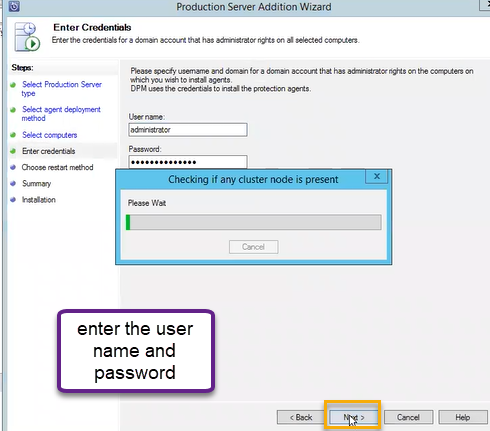 Production Server Addition Wizard
X
Enter Credentials
Enter the credentials for a domain account that has administrator rights on all selected computers.
Steps:
Select Production Server
type
Select agent deployment
method
Select computers
Enter credentials
Choose restart method
Summary
Installation
Please specify username and domain for a domain account that has administrator rights on the computers on
which you wish to install agents.
DPM uses the credentials to install the protection agents.
User name:
administrator
Password:
Checking if any cluster node is present
X
Please Wait
Cancel
enter the user
name and
password
< Back
Next >
Cancel
Help